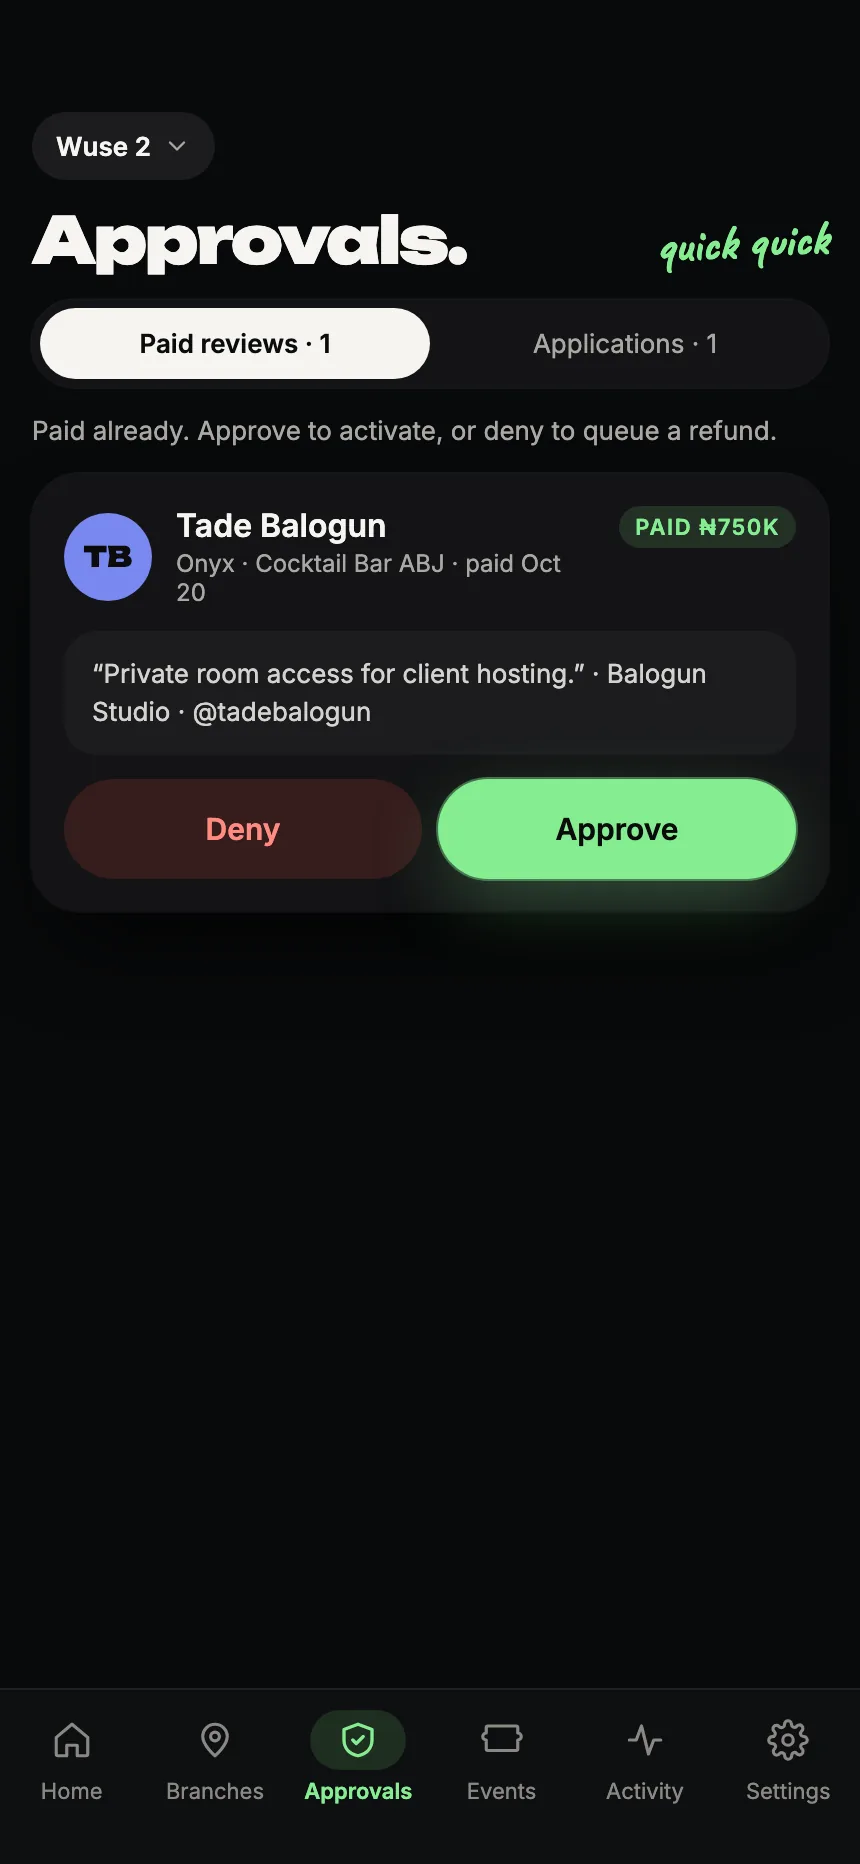 Wuse 2
Approvals.
quick quick
Paid reviews · 1
Applications · 1
Paid already. Approve to activate, or deny to queue a refund.
TB
Tade Balogun
PAID ₦750K
Onyx · Cocktail Bar ABJ · paid Oct
20
“Private room access for client hosting.” · Balogun
Studio · @tadebalogun
Deny
Approve
Home
Branches
Approvals
Events
Activity
Settings